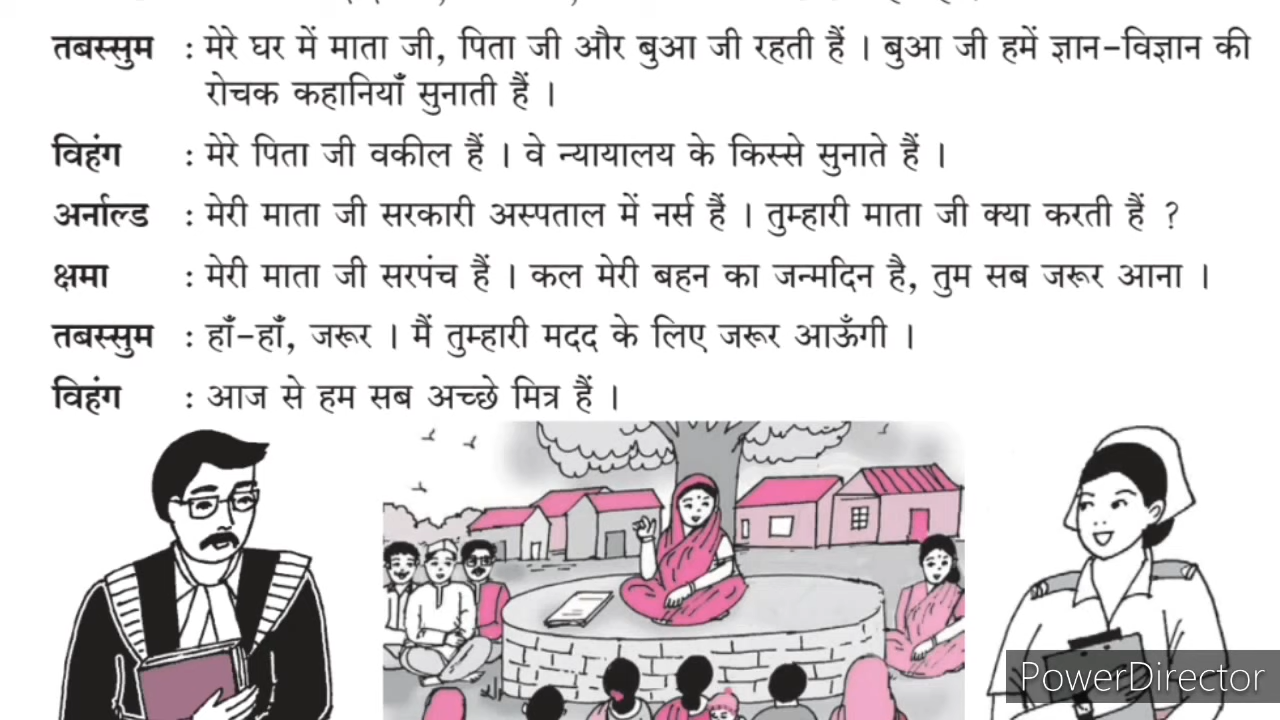 तबस्सुम : मेरे घर में माता जी, पिता जी और बुआ जी रहती हैं । बुआ जी हमें ज्ञान-विज्ञान की
रोचक कहानियाँ सुनाती हैं ।
विहंग : मेरे पिता जी वकील हैं । वे न्यायालय के किस्से सुनाते हैं ।
अर्नाल्ड : मेरी माता जी सरकारी अस्पताल में नर्स हैं । तुम्हारी माता जी क्या करती हैं ?
क्षमा : मेरी माता जी सरपंच हैं । कल मेरी बहन का जन्मदिन है, तुम सब जरूर आना ।
तबस्सुम : हाँ-हाँ, जरूर । मैं तुम्हारी मदद के लिए जरूर आऊँगी ।
विहंग : आज से हम सब अच्छे मित्र हैं ।
PowerDirector